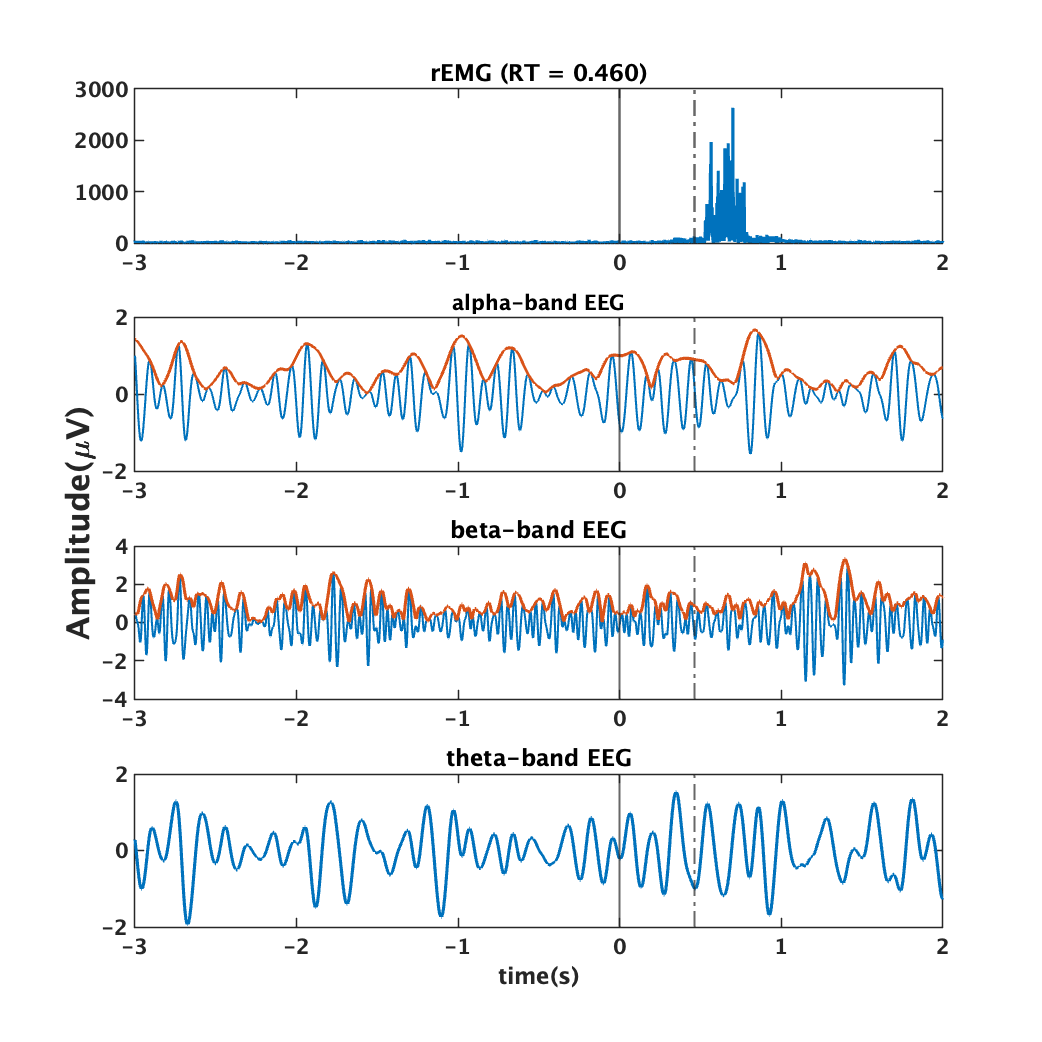 rEMG (RT = 0.460)
3000
2000
1000
0
−3 −2 −1 0 1 2
alpha−band EEG
2
0
−2
−3 −2 −1 0 1 2
beta−band EEG
4
2
0
−2
−4
−3 −2 −1 0 1 2
theta−band EEG
2
0
−2
−3 −2 −1 0 1 2
time(s)
Amplitude(μV)